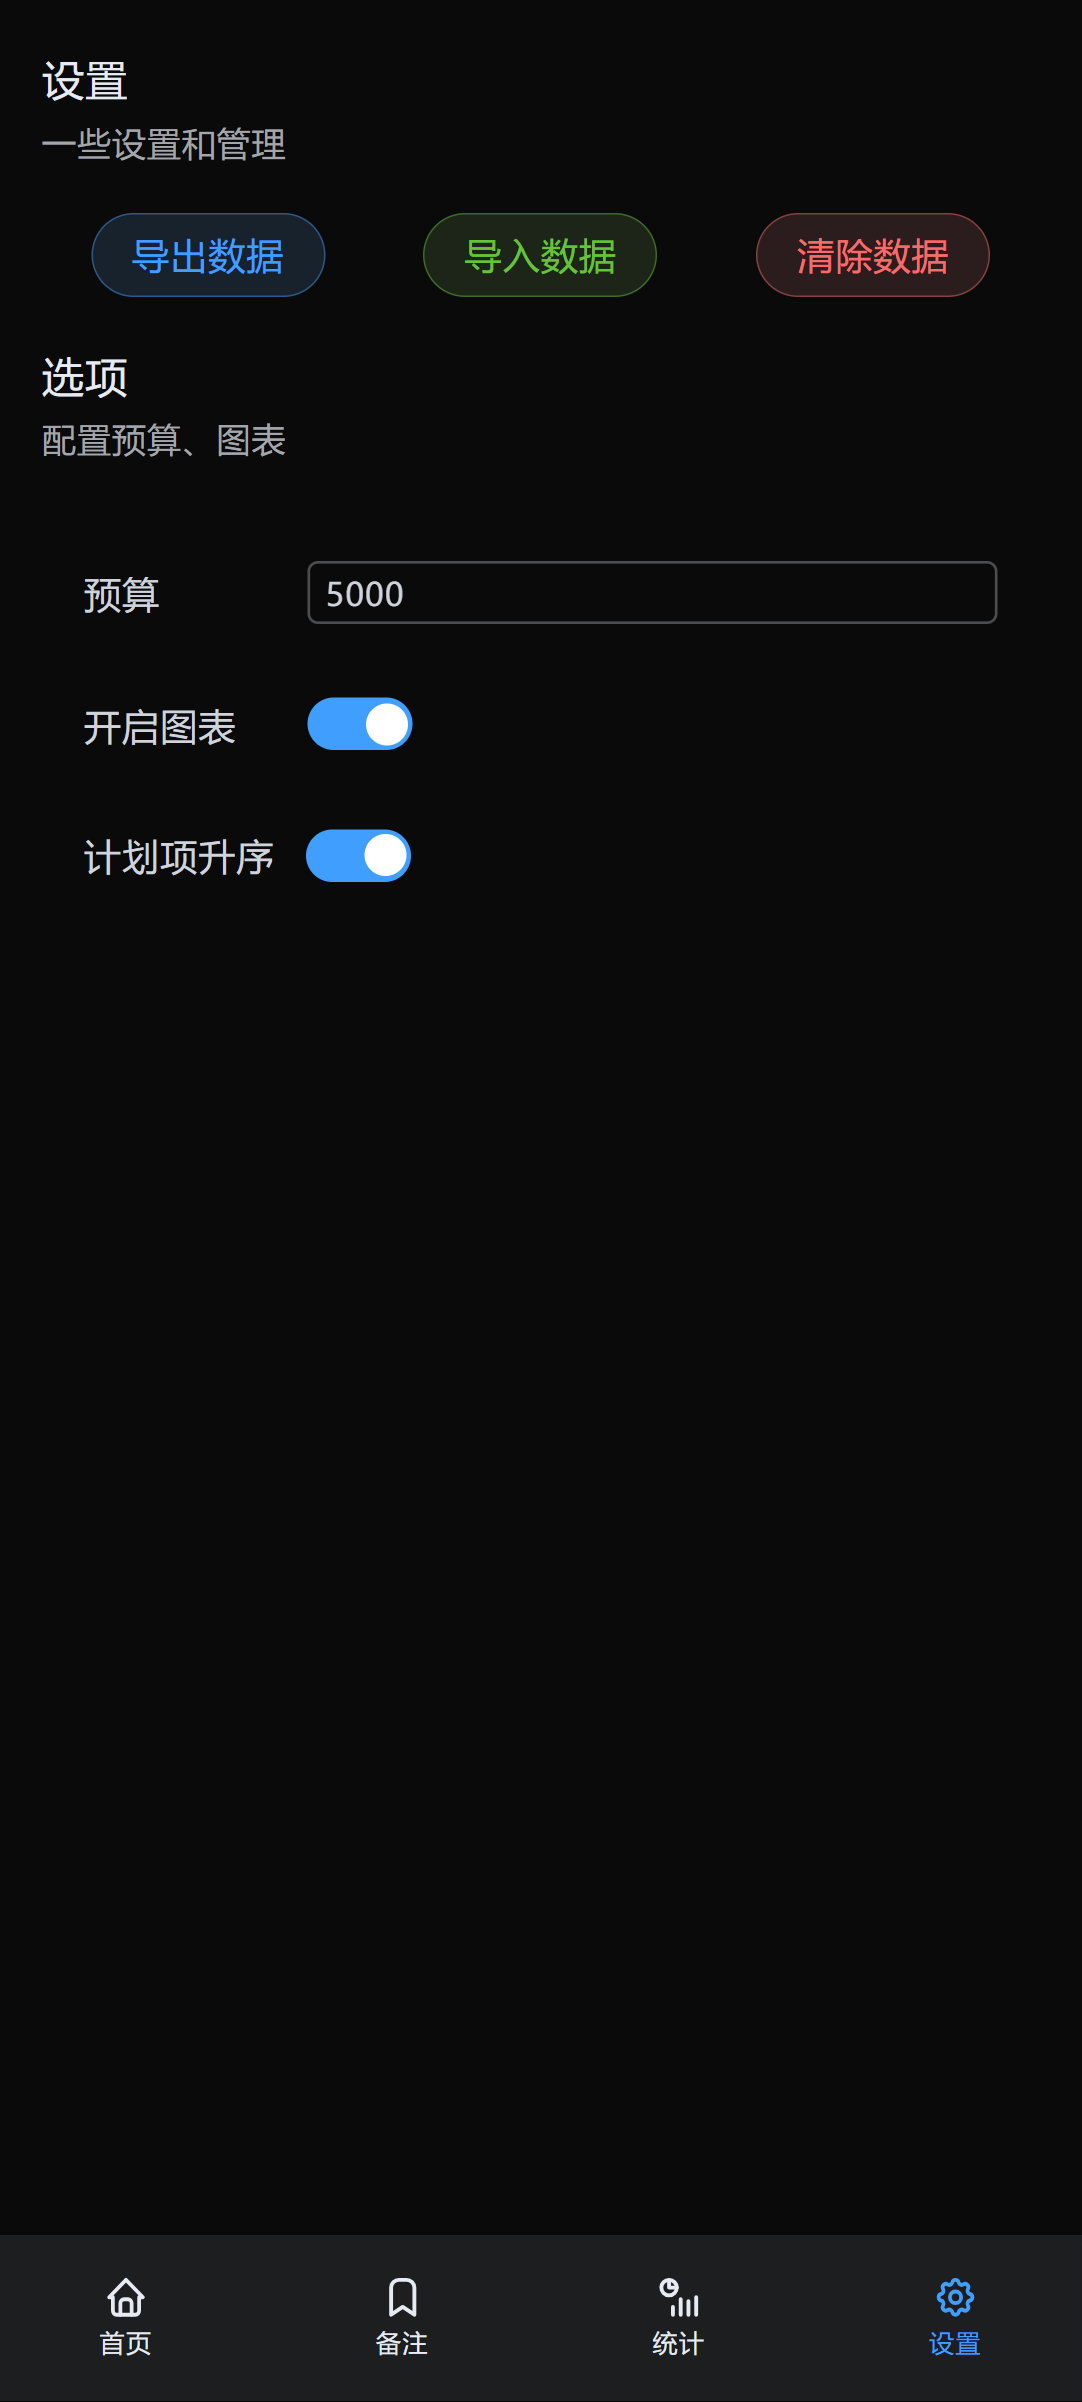 设置
一些设置和管理
导出数据 导入数据 清除数据
选项
配置预算、图表
预算 5000
开启图表
计划项升序
首页 备注 统计 设置